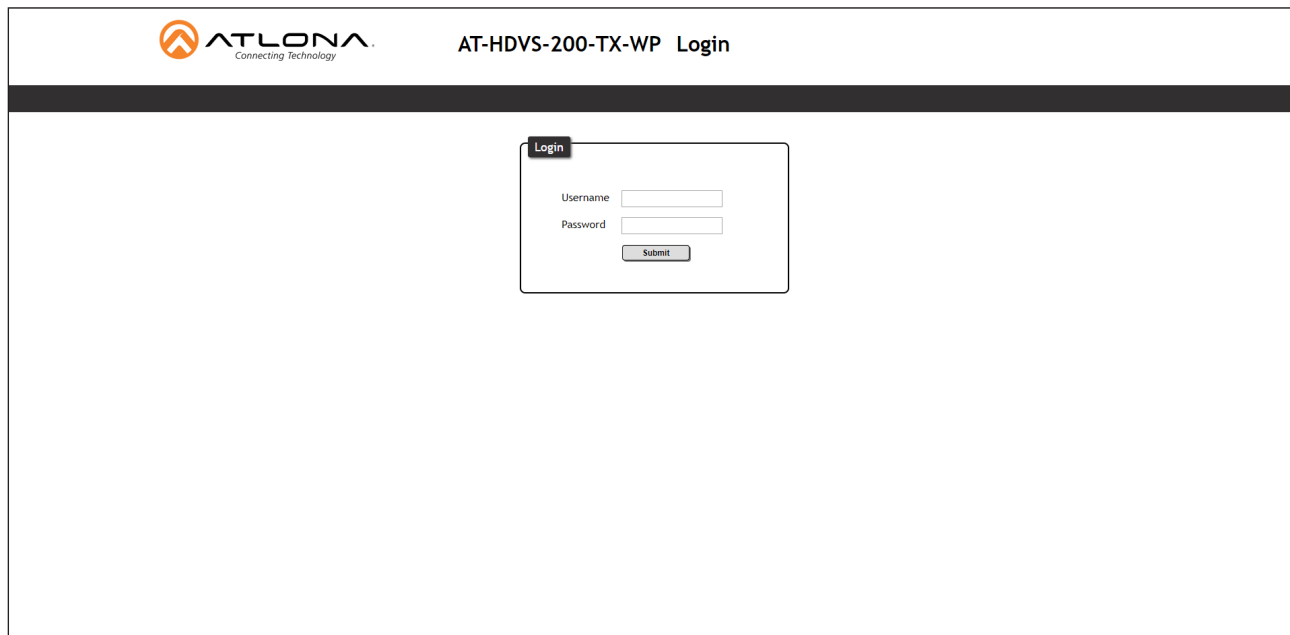 ATLONA.
Connecting Technology
AT-HDVS-200-TX-WP Login
Login
Username
Password
Submit